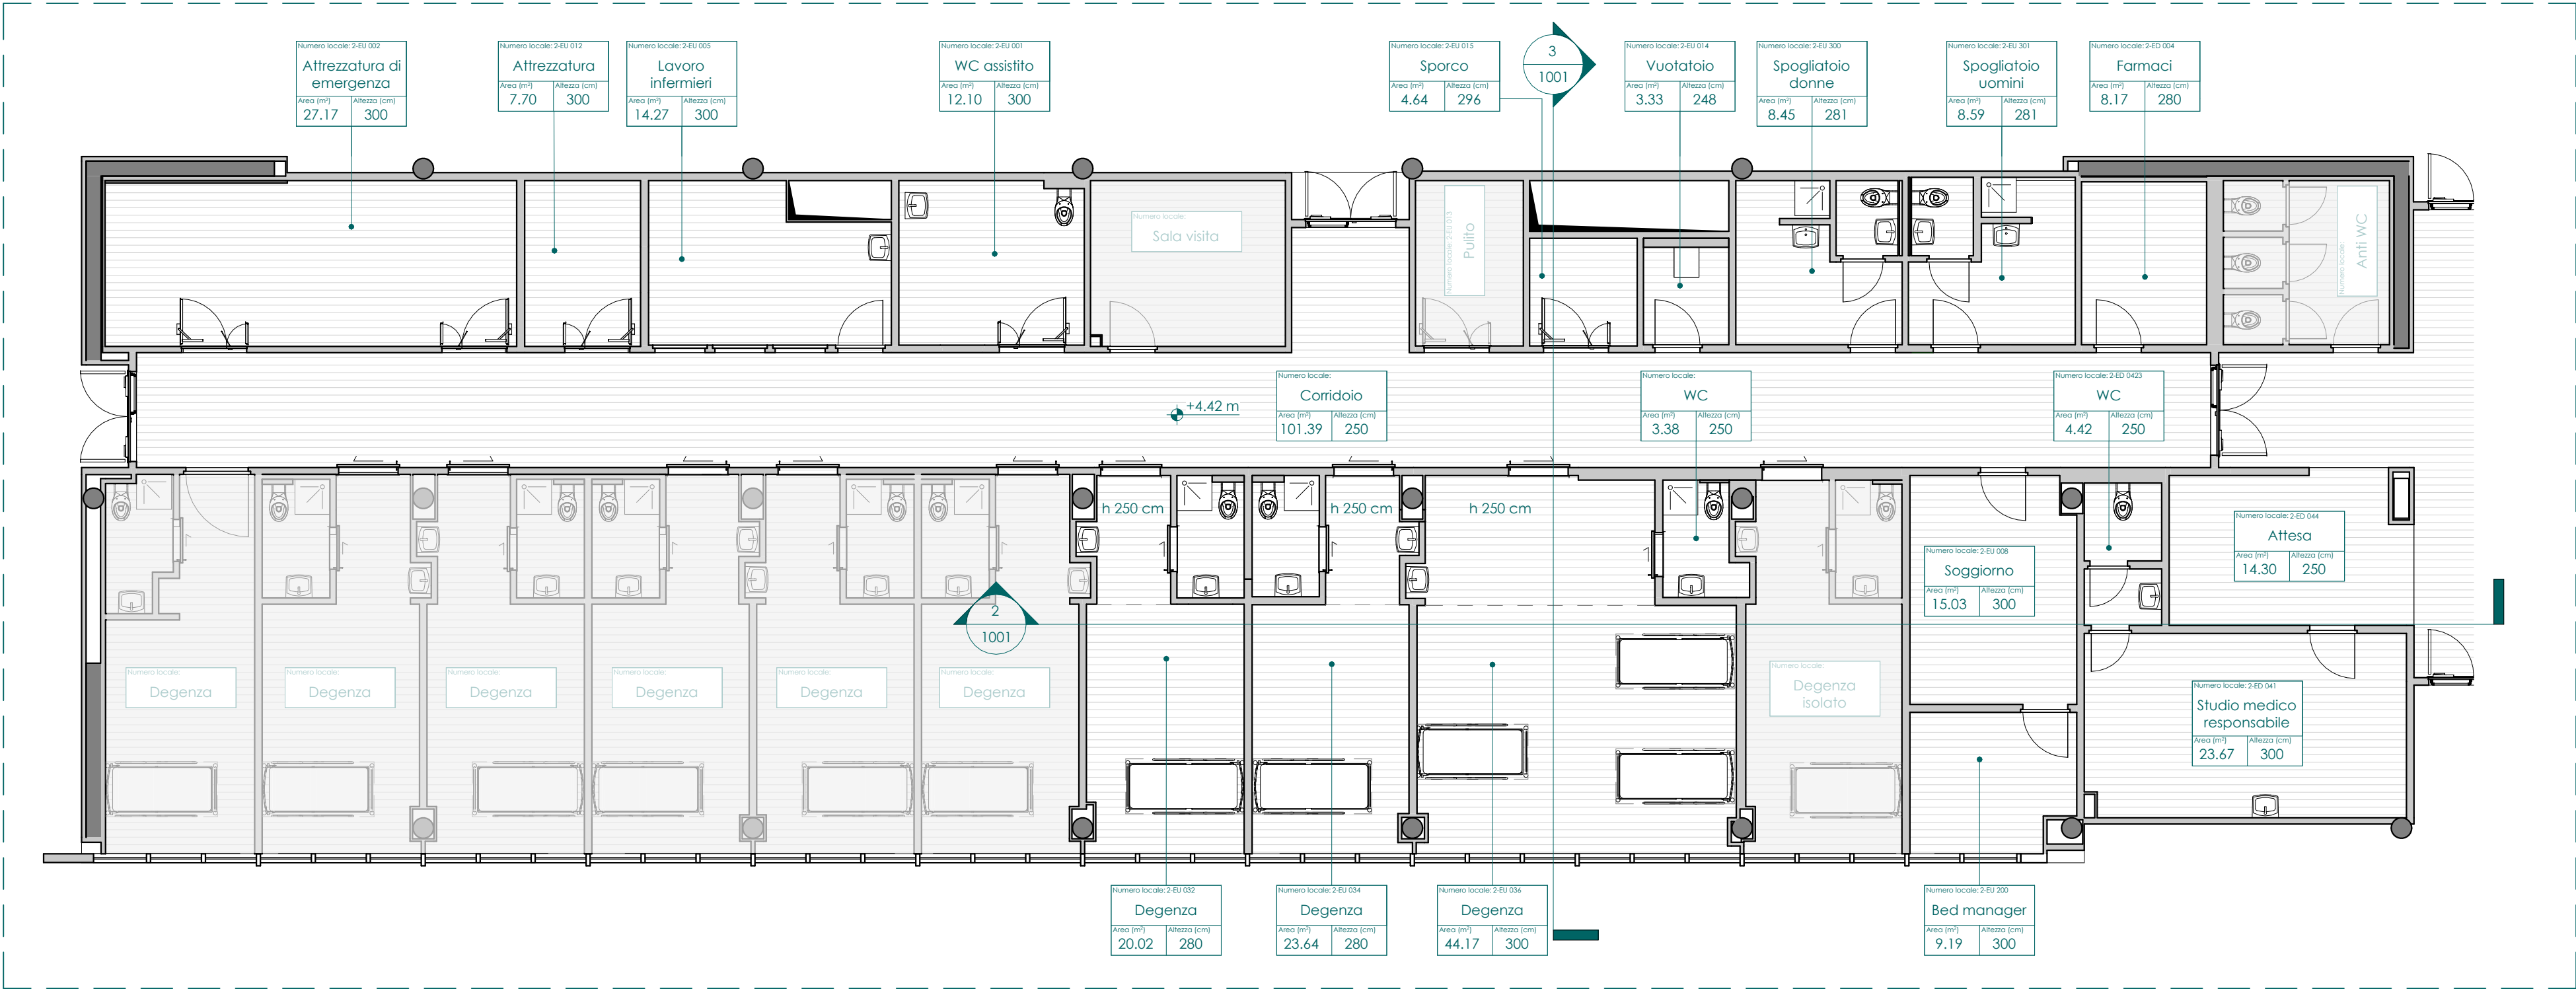 Numero locale: 2-EU 002
Attrezzatura di
emergenza
Area (m²) Altezza (cm)
27.17 300
Numero locale: 2-EU 012
Attrezzatura
Area (m²) Altezza (cm)
7.70 300
Numero locale: 2-EU 005
Lavoro
infermieri
Area (m²) Altezza (cm)
14.27 300
Numero locale: 2-EU 001
WC assistito
Area (m²) Altezza (cm)
12.10 300
Numero locale: 2-EU 015
Sporco
Area (m²) Altezza (cm)
4.64 296
3
1001
Numero locale: 2-EU 014
Vuotatoio
Area (m²) Altezza (cm)
3.33 248
Numero locale: 2-EU 300
Spogliatoio
donne
Area (m²) Altezza (cm)
8.45 281
Numero locale: 2-EU 301
Spogliatoio
uomini
Area (m²) Altezza (cm)
8.59 281
Numero locale: 2-ED 004
Farmaci
Area (m²) Altezza (cm)
8.17 280
Numero locale:
Sala visita
Numero locale: 2-EU 013
Pulito
Numero locale:
Anti WC
+4.42 m
Numero locale:
Corridoio
Area (m²) Altezza (cm)
101.39 250
Numero locale:
WC
Area (m²) Altezza (cm)
3.38 250
Numero locale: 2-ED 0423
WC
Area (m²) Altezza (cm)
4.42 250
h 250 cm
h 250 cm
h 250 cm
Numero locale: 2-ED 044
Attesa
Area (m²) Altezza (cm)
14.30 250
Numero locale: 2-EU 008
Soggiorno
Area (m²) Altezza (cm)
15.03 300
2
1001
Numero locale:
Degenza
Numero locale:
Degenza
Numero locale:
Degenza
Numero locale:
Degenza
Numero locale:
Degenza
Numero locale:
Degenza
Numero locale:
Degenza
isolato
Numero locale: 2-ED 041
Studio medico
responsabile
Area (m²) Altezza (cm)
23.67 300
Numero locale: 2-EU 032
Degenza
Area (m²) Altezza (cm)
20.02 280
Numero locale: 2-EU 034
Degenza
Area (m²) Altezza (cm)
23.64 280
Numero locale: 2-EU 036
Degenza
Area (m²) Altezza (cm)
44.17 300
Numero locale: 2-EU 200
Bed manager
Area (m²) Altezza (cm)
9.19 300